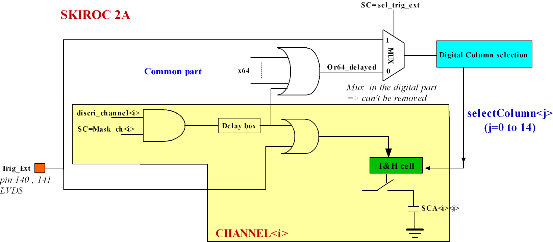 SC= sel_trig_ext
SKIROC 2A
1
MUX
0
Digital Column selection
Common part
x64
Or64_delayed
Mux in the digital part
=> can't be removed
selectColumn<j>
(j=0 to 14)
discri_channel<i>
SC=Mask_ch<i>
Delay box
Trig_Ext
pin 140 , 141
LVDS
T&H cell
SCA<i><j>
CHANNEL<i>